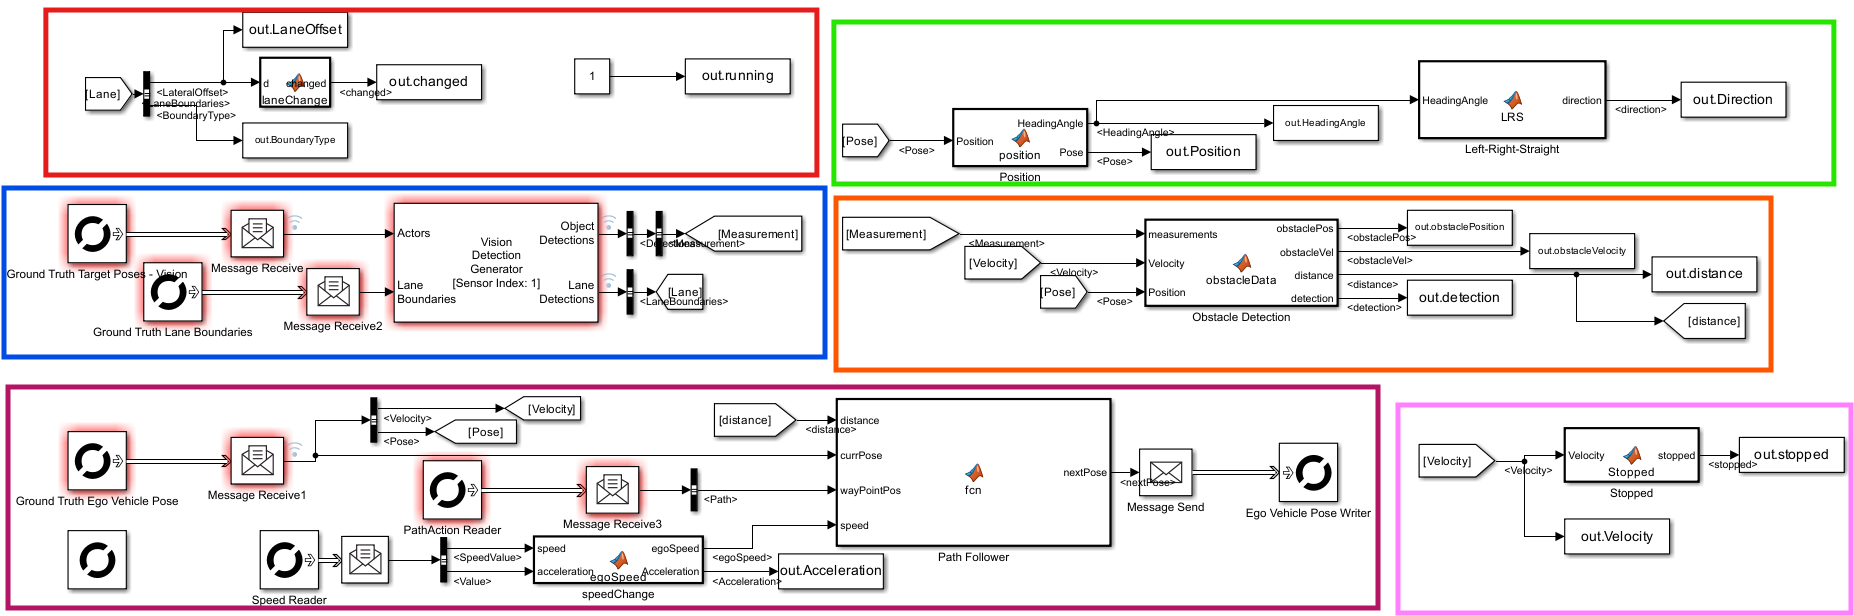 out.LaneOffset
[Lane]
<LateralOffset>
<LaneBoundaries>
<BoundaryType>
d
changed
laneChange
<changed>
out.changed
out.BoundaryType
1
out.running
[Pose]
<Pose>
Position
HeadingAngle
position
Pose
Position
<HeadingAngle>
<Pose>
out.Position
out.HeadingAngle
HeadingAngle
LRS
direction
Left-Right-Straight
<direction>
out.Direction
Ground Truth Target Poses - Vision
Message Receive
Ground Truth Lane Boundaries
Message Receive2
Actors
Lane
Boundaries
Vision
Detection
Generator
[Sensor Index: 1]
Object
Detections
Lane
Detections
<Detections>
<Measurement>
[Measurement]
[Lane]
<LaneBoundaries>
[Measurement]
<Measurement>
[Velocity]
<Velocity>
[Pose]
<Pose>
measurements
Velocity
Position
obstacleData
obstaclePos
obstacleVel
distance
detection
Obstacle Detection
<obstaclePos>
<obstacleVel>
<distance>
<detection>
out.obstaclePosition
out.obstacleVelocity
out.distance
out.detection
[distance]
Ground Truth Ego Vehicle Pose
Message Receive1
<Velocity>
<Pose>
[Velocity]
[Pose]
PathAction Reader
Message Receive3
<Path>
Speed Reader
<SpeedValue>
<Value>
speed
acceleration
egoSpeed
egoSpeed
Acceleration
speedChange
<egoSpeed>
<Acceleration>
out.Acceleration
[distance]
<distance>
distance
currPose
wayPointPos
speed
fcn
nextPose
Path Follower
<nextPose>
Message Send
Ego Vehicle Pose Writer
[Velocity]
<Velocity>
Velocity
Stopped
stopped
Stopped
<stopped>
out.stopped
out.Velocity